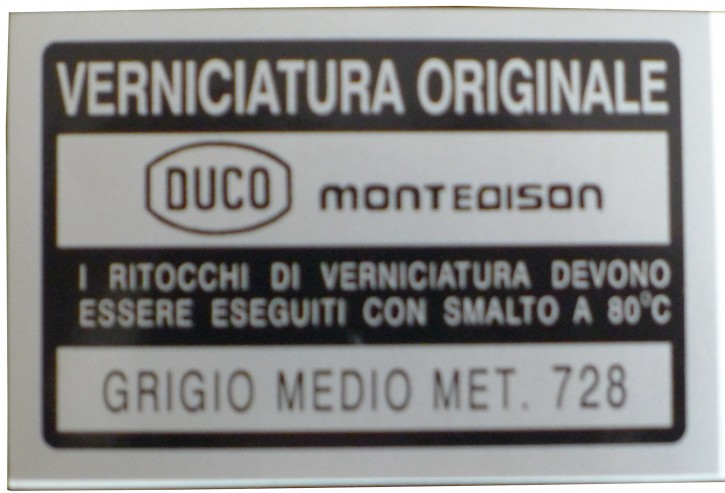 VERNICIATURA ORIGINALE
DUCO MONTEDISON
I RITOCCHI DI VERNICIATURA DEVONO
ESSERE ESEGUITI CON SMALTO A 80°C
GRIGIO MEDIO MET. 728